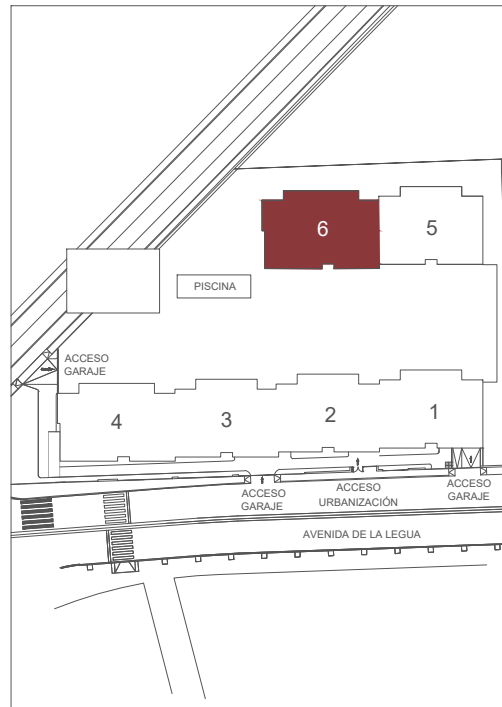 6
5
PISCINA
ACCESO
GARAJE
4
3
2
1
ACCESO
GARAJE
ACCESO
URBANIZACIÓN
ACCESO
GARAJE
AVENIDA DE LA LEGUA